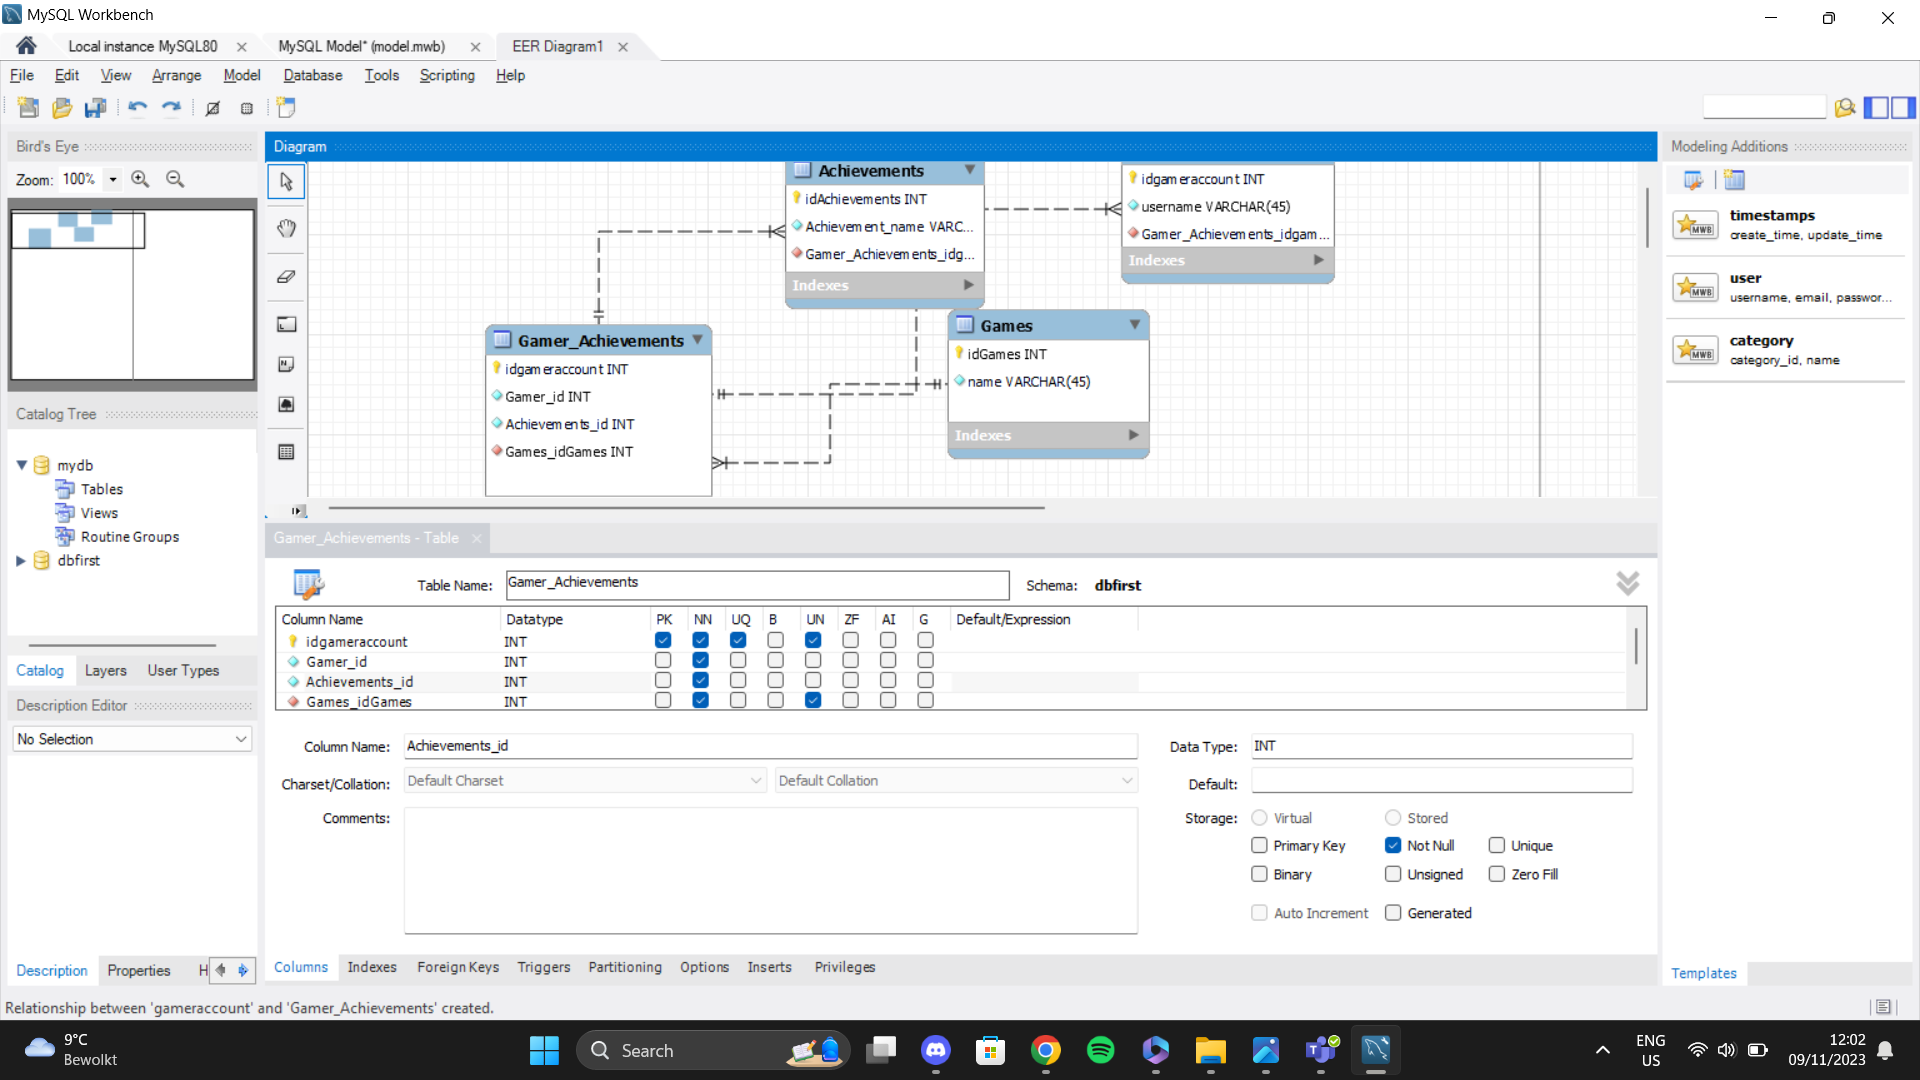 MySQL Workbench
Local instance MySQL80
MySQL Model* (model.mwb)
EER Diagram1
File Edit View Arrange Model Database Tools Scripting Help
Bird's Eye
Zoom: 100%
Diagram
Achievements
idAchievements INT
Achievement_name VARC...
Gamer_Achievements_idg...
Indexes
idgameraccount INT
username VARCHAR(45)
Gamer_Achievements_idgam...
Indexes
Gamer_Achievements
idgameraccount INT
Gamer_id INT
Achievements_id INT
Games_idGames INT
Games
idGames INT
name VARCHAR(45)
Indexes
Modeling Additions
MWB
timestamps
create_time, update_time
MWB
user
username, email, passwor...
MWB
category
category_id, name
Templates
Catalog Tree
mydb
Tables
Views
Routine Groups
dbfirst
Catalog Layers User Types
Description Editor
No Selection
Description Properties H
Gamer_Achievements - Table
Table Name: Gamer_Achievements Schema: dbfirst
Column Name Datatype PK NN UQ B UN ZF AI G Default/Expression
idgameraccount INT
Gamer_id INT
Achievements_id INT
Games_idGames INT
Column Name: Achievements_id Data Type: INT
Charset/Collation: Default Charset Default Collation Default:
Comments: Storage: Virtual Stored
Primary Key Not Null Unique
Binary Unsigned Zero Fill
Auto Increment Generated
Columns Indexes Foreign Keys Triggers Partitioning Options Inserts Privileges
Relationship between 'gameraccount' and 'Gamer_Achievements' created.
9°C
Bewolkt
Search
ENG
US
12:02
09/11/2023